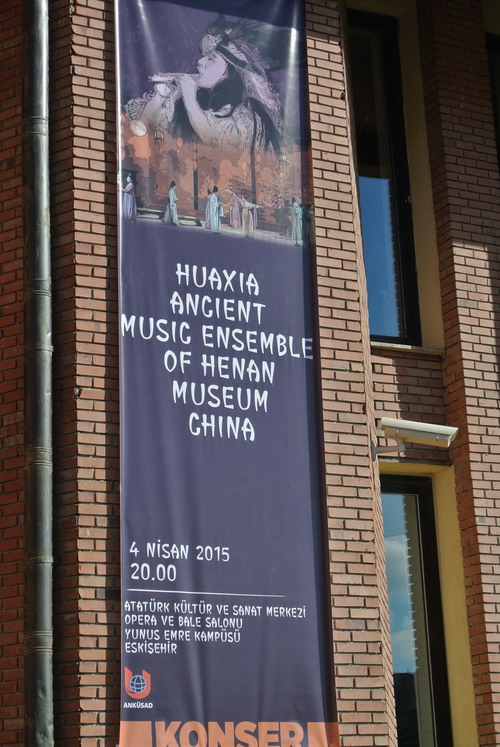 HUAXIA
ANCIENT
MUSIC ENSEMBLE
OF HENAN
MUSEUM
CHINA
4 NİSAN 2015
20.00
ATATÜRK KÜLTÜR VE SANAT MERKEZİ
OPERA VE BALE SALONU
YUNUS EMRE KAMPÜSÜ
ESKİŞEHİR
ANKÜSAD
KONSER